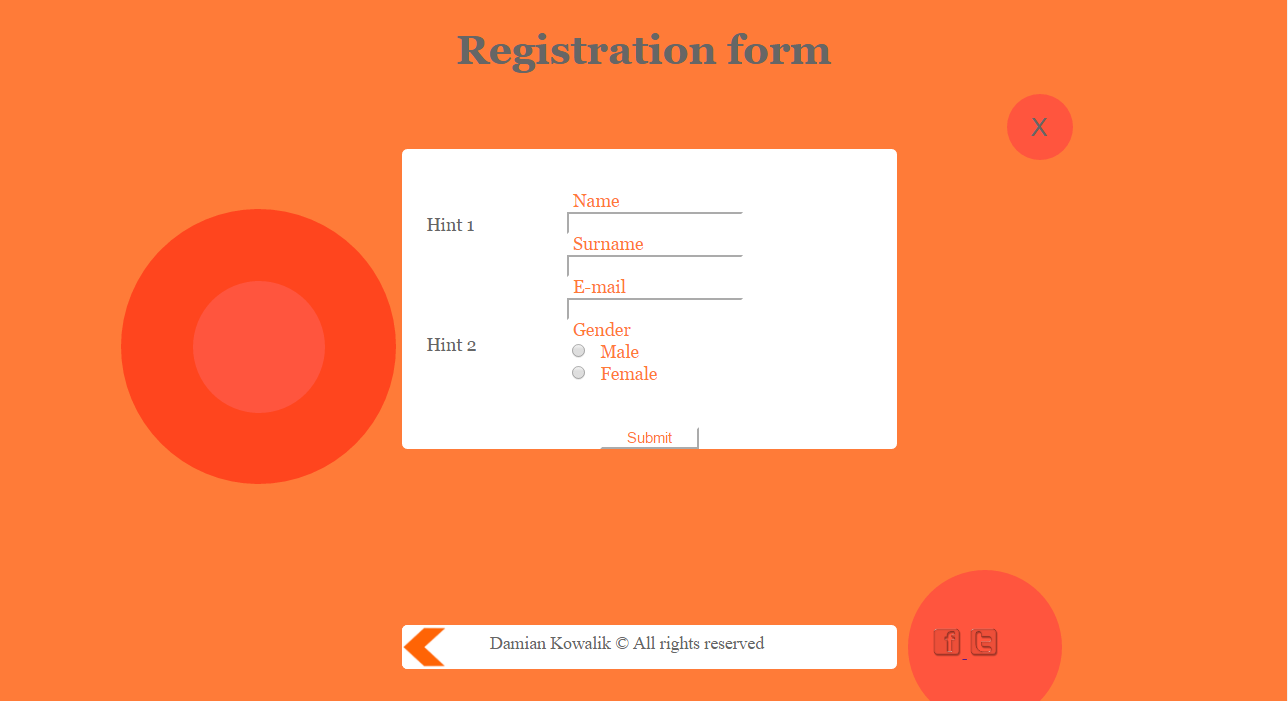 Registration form
X
Name
Hint 1
Surname
E-mail
Gender
Hint 2
Male
Female
Submit
Damian Kowalik © All rights reserved
f t